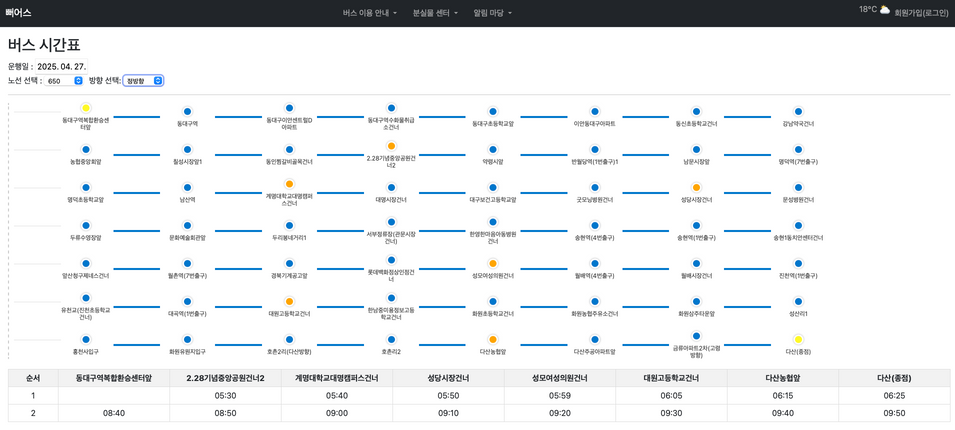 뻐어스
버스 이용 안내
분실물 센터
알림 마당
18°C
회원가입(로그인)
버스 시간표
운행일 : 2025. 04. 27.
노선 선택 : 650 방향 선택: 정방향
동대구역복합환승센터앞
동대구역
동대구이안센트럴D아파트
동대구역수화물취급소건너
동대구초등학교앞
이안동대구아파트
동신초등학교건너
강남약국건너
농협중앙회앞
칠성시장앞1
동인찜갈비골목건너
2.28기념중앙공원건너2
약령시앞
반월당역(1번출구)1
남문시장앞
명덕역(7번출구)
명덕초등학교앞
남산역
계명대학교대명캠퍼스건너
대명시장건너
대구보건고등학교앞
굿모닝병원건너
성당시장건너
문성병원건너
두류수영장앞
문화예술회관앞
두리봉네거리1
서부정류장(관문시장건너)
한영한마음아동병원건너
송현역(4번출구)
송현역(1번출구)
송현1동치안센터건너
앞산청구제네스건너
월촌역(7번출구)
경북기계공고앞
롯데백화점상인점건너
성모여성의원건너
월배역(4번출구)
월배시장건너
진천역(1번출구)
유천교(진천초등학교건너)
대곡역(1번출구)
대원고등학교건너
한남중미용정보고등학교건너
화원초등학교건너
화원농협주유소건너
화원삼주타운앞
성산리1
홍천사입구
화원유원지입구
호촌2리(다산방향)
호촌리2
다산농협앞
다산주공아파트앞
금류아파트2차(고령방향)
다산(종점)
순서 동대구역복합환승센터앞 2.28기념중앙공원건너2 계명대학교대명캠퍼스건너 성당시장건너 성모여성의원건너 대원고등학교건너 다산농협앞 다산(종점)
1 05:30 05:40 05:50 05:59 06:05 06:15 06:25
2 08:40 08:50 09:00 09:10 09:20 09:30 09:40 09:50